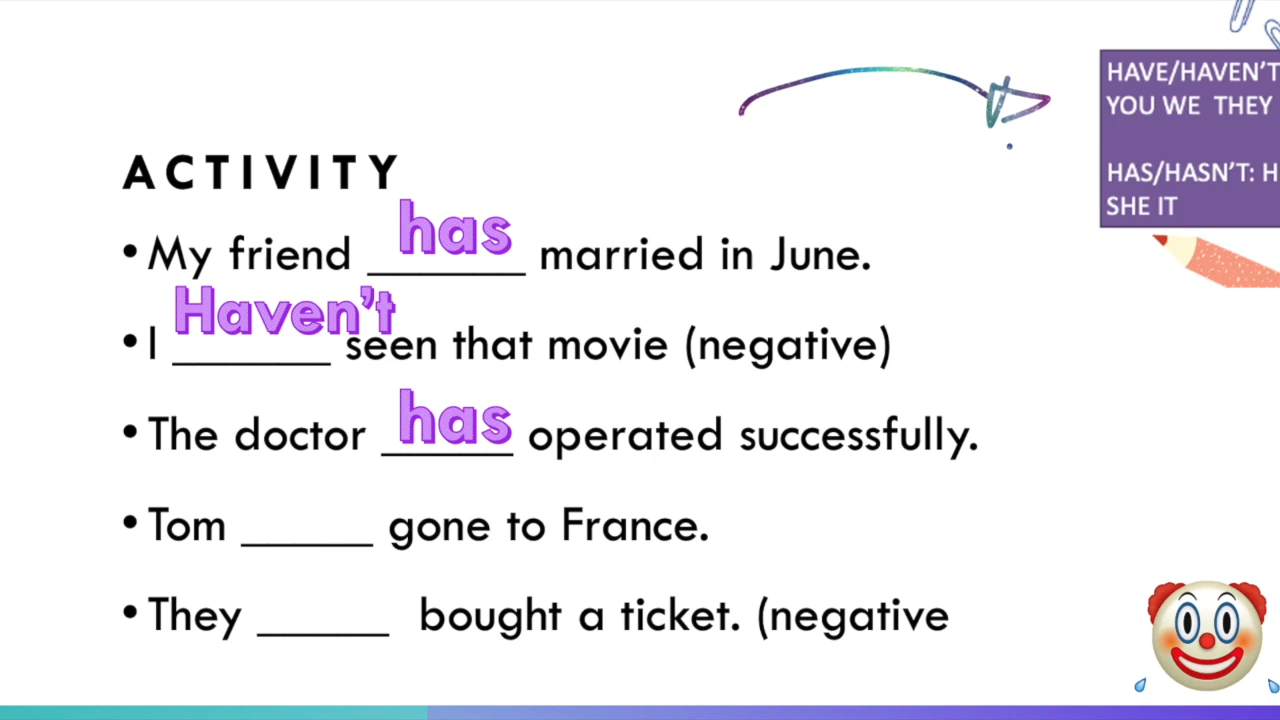 HAVE/HAVEN'T
YOU WE THEY
HAS/HASN'T: H
SHE IT
ACTIVITY
• My friend has _______ married in June.
• I Haven't _______ seen that movie (negative)
• The doctor has ______ operated successfully.
• Tom ______ gone to France.
• They ______ bought a ticket. (negative